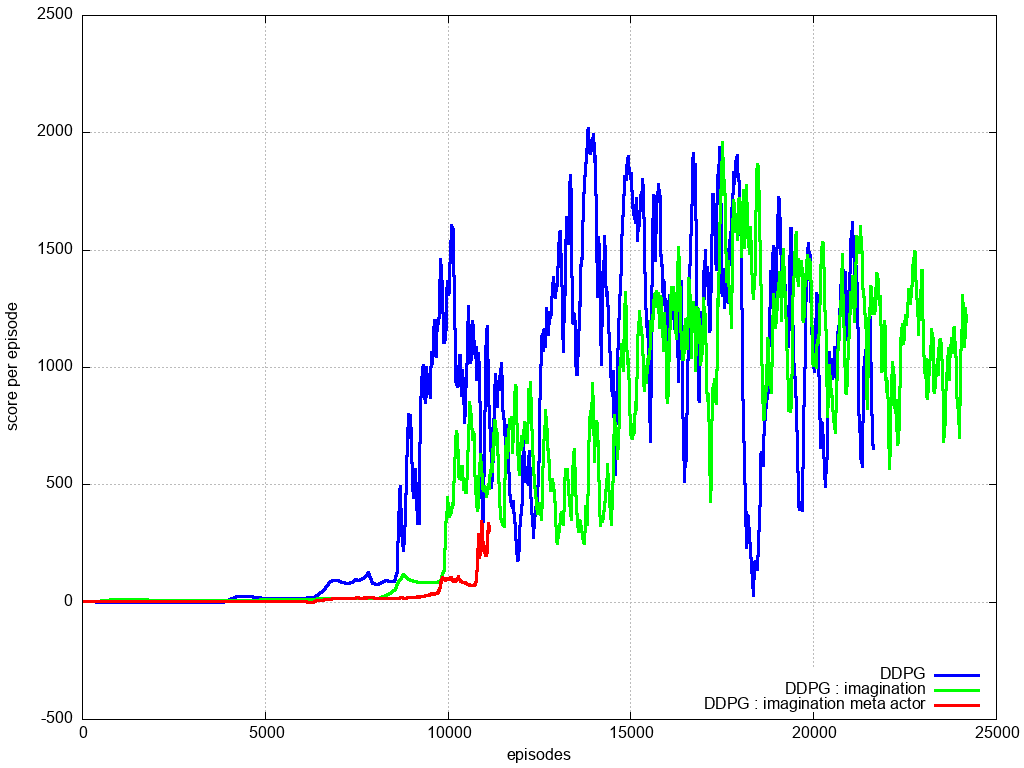 2500
2000
1500
1000
500
0
-500
score per episode
0 5000 10000 15000 20000 25000
episodes
DDPG
DDPG : imagination
DDPG : imagination meta actor